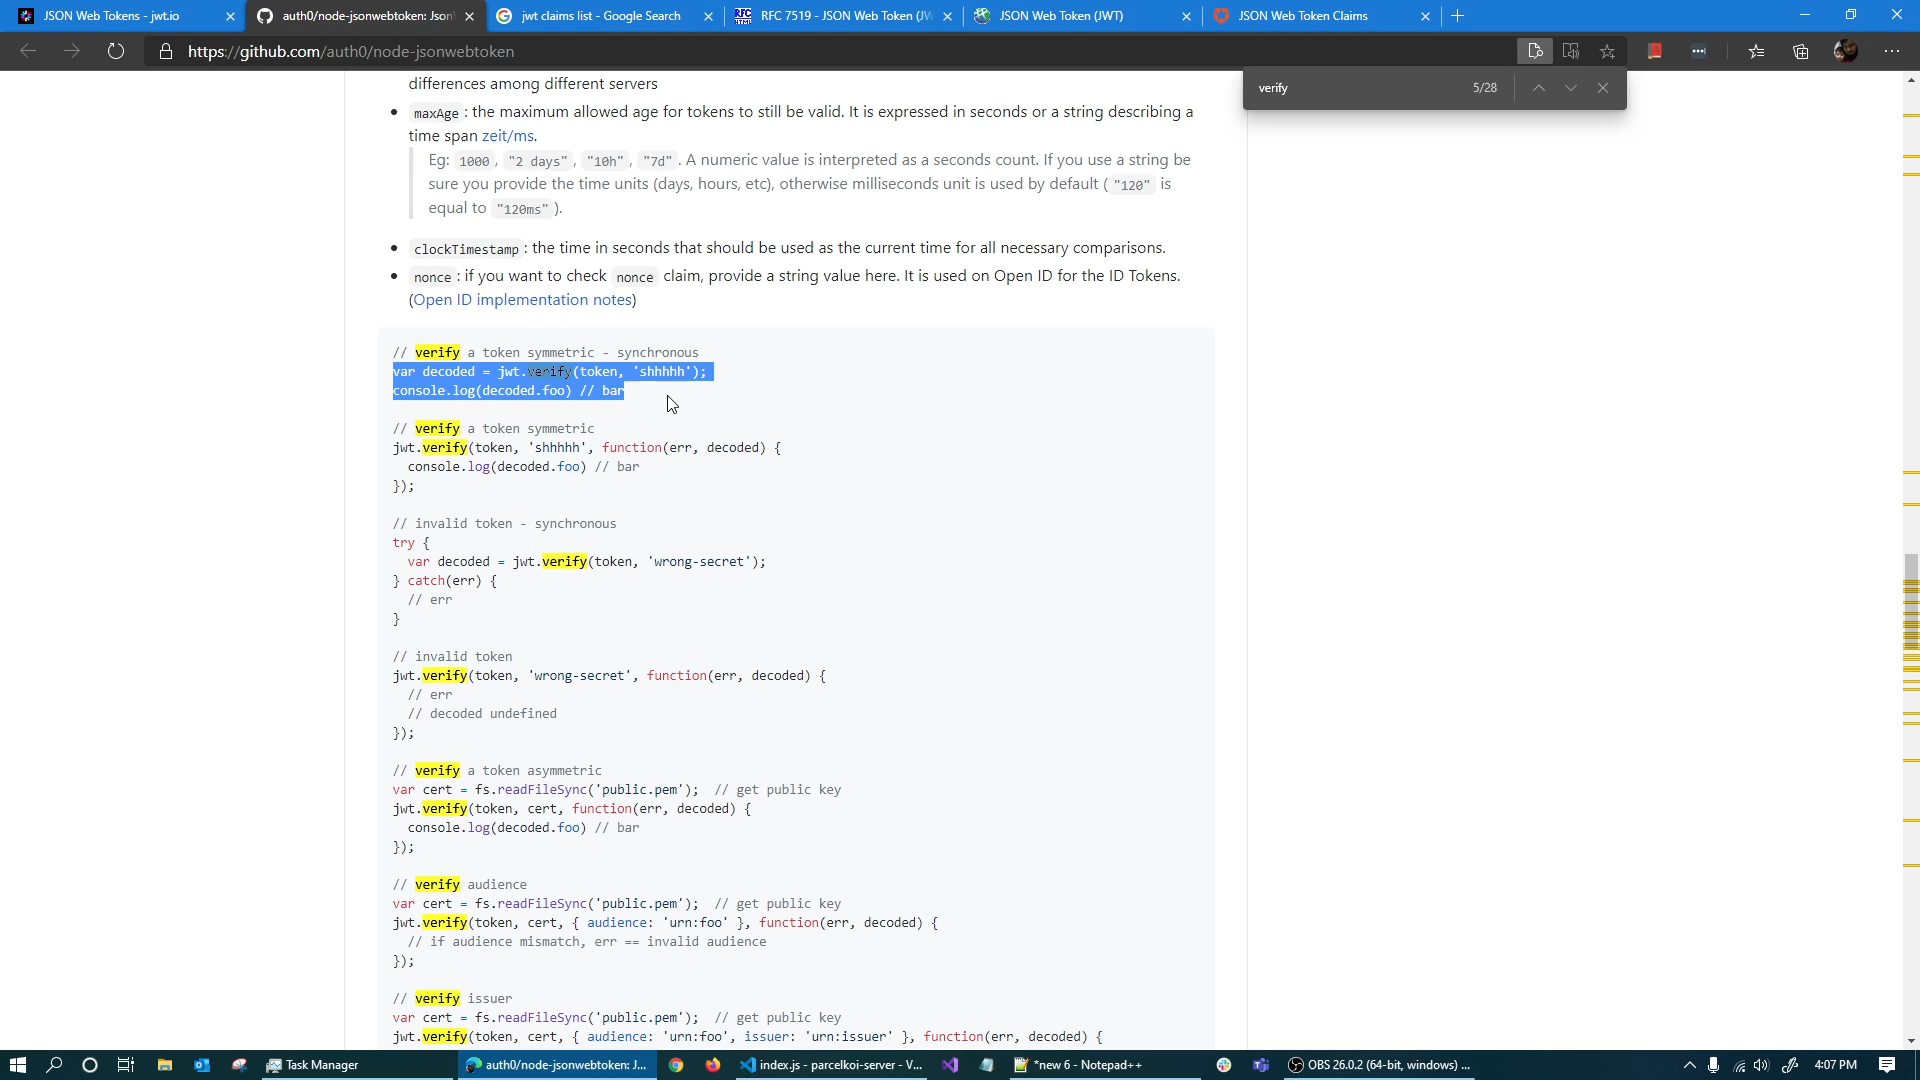 JSON Web Tokens - jwt.io
auth0/node-jsonwebtoken: Json
jwt claims list - Google Search
RFC 7519 - JSON Web Token (JW
JSON Web Token (JWT)
JSON Web Token Claims
https://github.com/auth0/node-jsonwebtoken
verify 5/28
differences among different servers
maxAge : the maximum allowed age for tokens to still be valid. It is expressed in seconds or a string describing a
time span zeit/ms.
Eg: 1000 , "2 days" , "10h" , "7d" . A numeric value is interpreted as a seconds count. If you use a string be
sure you provide the time units (days, hours, etc), otherwise milliseconds unit is used by default ( "120" is
equal to "120ms" ).
clockTimestamp : the time in seconds that should be used as the current time for all necessary comparisons.
nonce : if you want to check nonce claim, provide a string value here. It is used on Open ID for the ID Tokens.
(Open ID implementation notes)
// verify a token symmetric - synchronous
var decoded = jwt.verify(token, 'shhhhh');
console.log(decoded.foo) // bar
// verify a token symmetric
jwt.verify(token, 'shhhhh', function(err, decoded) {
console.log(decoded.foo) // bar
});
// invalid token - synchronous
try {
var decoded = jwt.verify(token, 'wrong-secret');
} catch(err) {
// err
}
// invalid token
jwt.verify(token, 'wrong-secret', function(err, decoded) {
// err
// decoded undefined
});
// verify a token asymmetric
var cert = fs.readFileSync('public.pem'); // get public key
jwt.verify(token, cert, function(err, decoded) {
console.log(decoded.foo) // bar
});
// verify audience
var cert = fs.readFileSync('public.pem'); // get public key
jwt.verify(token, cert, { audience: 'urn:foo' }, function(err, decoded) {
// if audience mismatch, err == invalid audience
});
// verify issuer
var cert = fs.readFileSync('public.pem'); // get public key
jwt.verify(token, cert, { audience: 'urn:foo', issuer: 'urn:issuer' }, function(err, decoded) {
Task Manager
auth0/node-jsonwebtoken: J...
index.js - parcelkoi-server - V...
*new 6 - Notepad++
OBS 26.0.2 (64-bit, windows) ...
4:07 PM